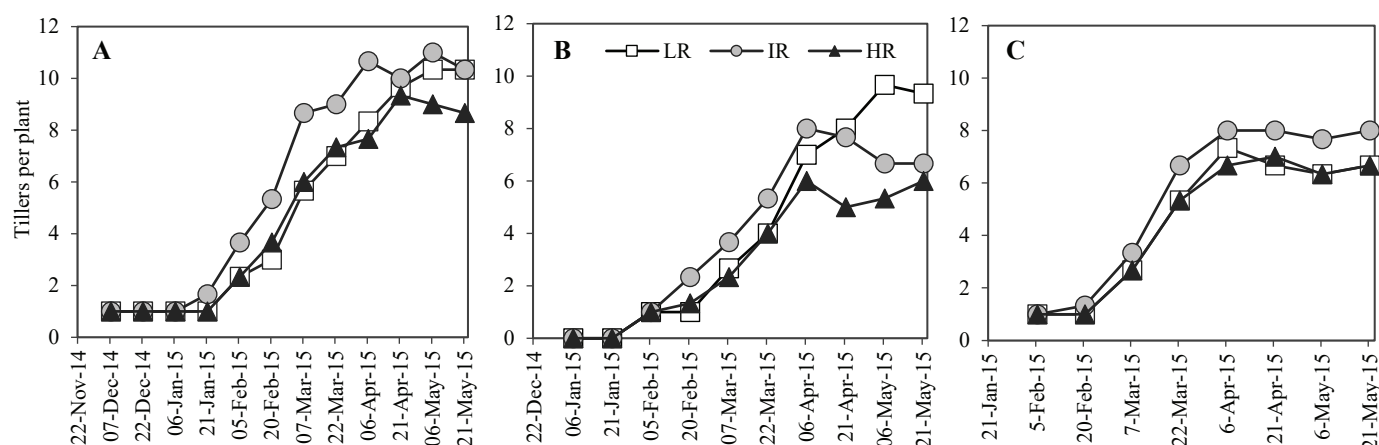 Tillers per plant
12
10
8
6
4
2
0
A
22-Nov-14
07-Dec-14
22-Dec-14
06-Jan-15
21-Jan-15
05-Feb-15
20-Feb-15
07-Mar-15
22-Mar-15
06-Apr-15
21-Apr-15
06-May-15
21-May-15
12
10
8
6
4
2
0
B
LR IR HR
22-Dec-14
06-Jan-15
21-Jan-15
05-Feb-15
20-Feb-15
07-Mar-15
22-Mar-15
06-Apr-15
21-Apr-15
06-May-15
21-May-15
12
10
8
6
4
2
0
C
21-Jan-15
5-Feb-15
20-Feb-15
7-Mar-15
22-Mar-15
6-Apr-15
21-Apr-15
6-May-15
21-May-15